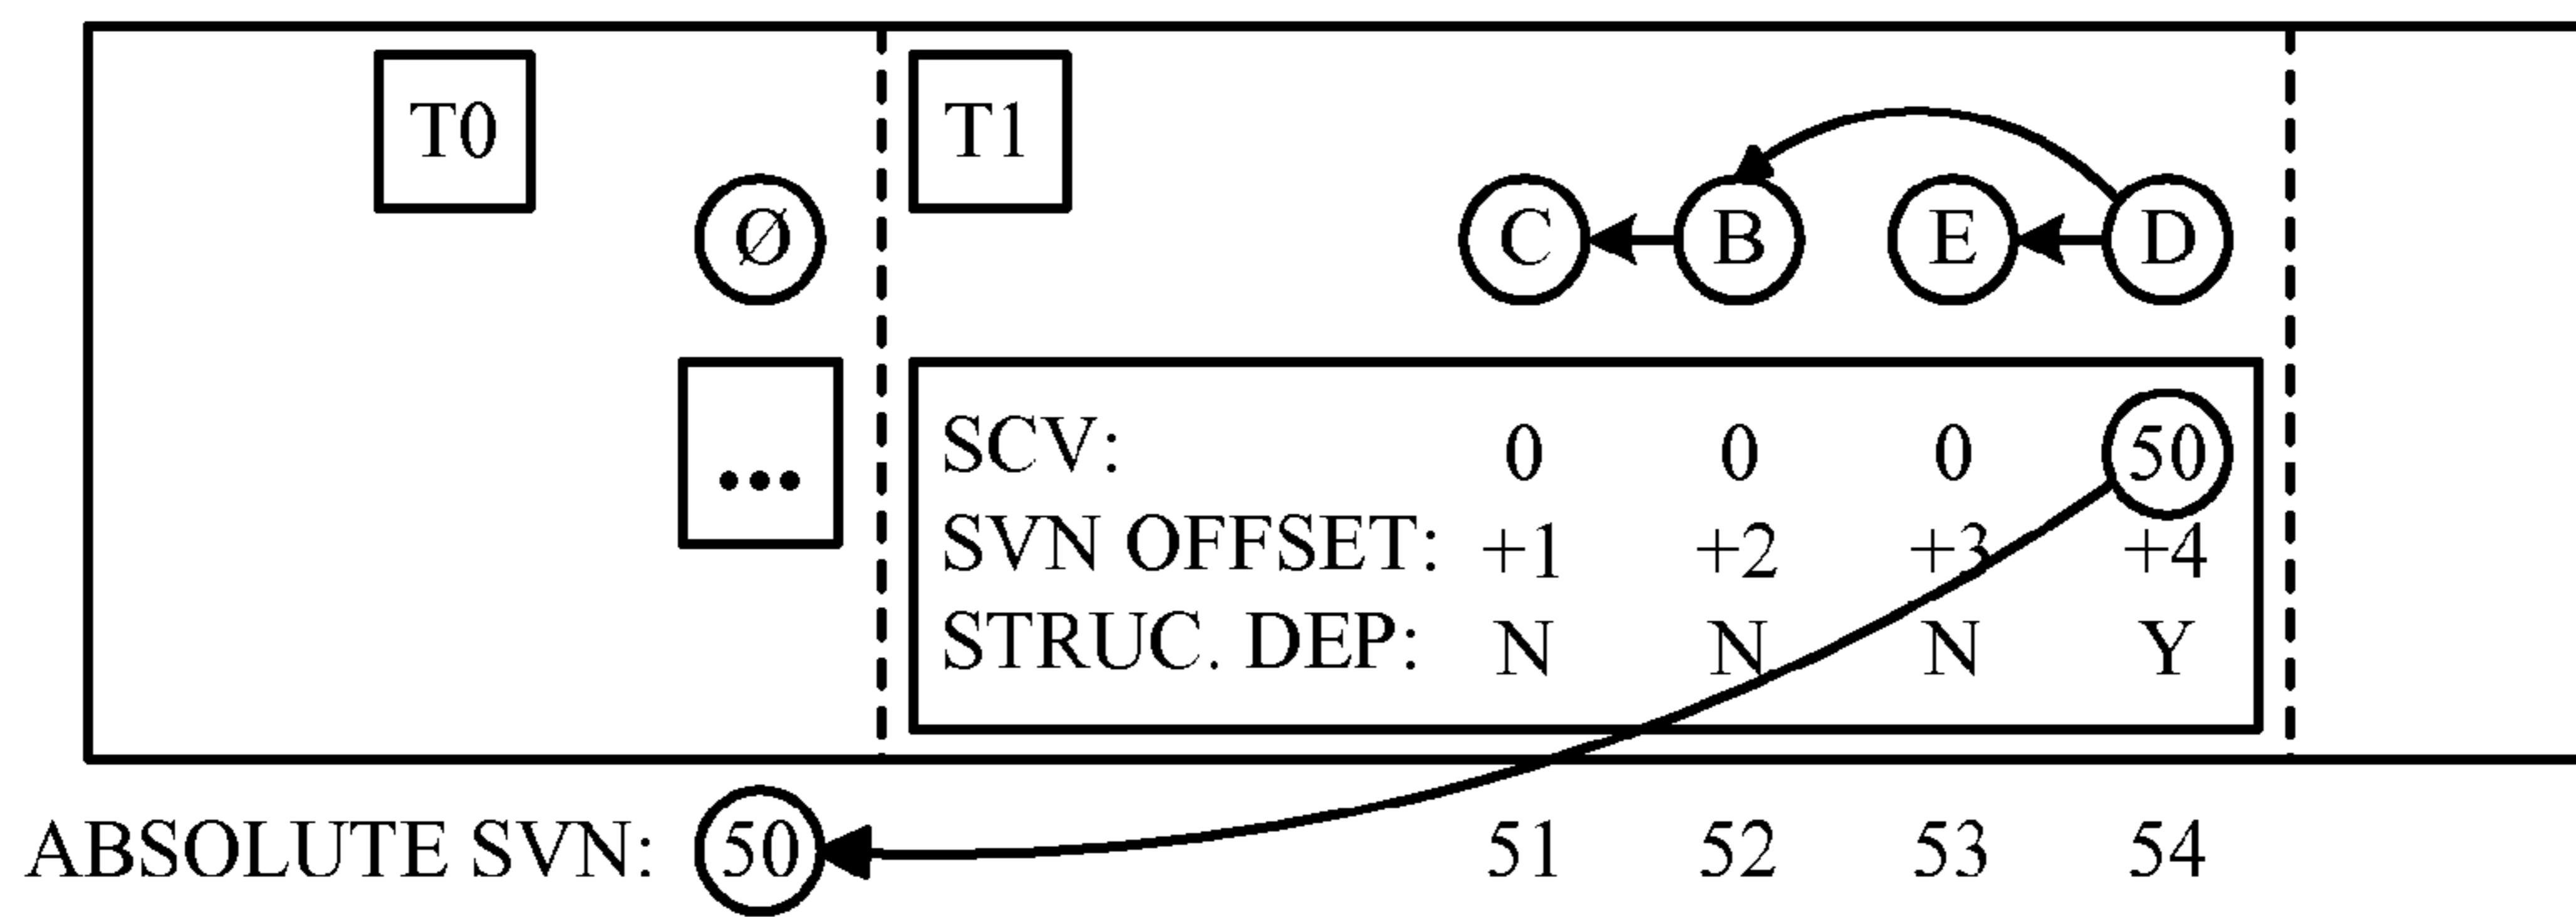 T0 T1
Ø C B E D
...
SCV: 0 0 0 50
SVN OFFSET: +1 +2 +3 +4
STRUC. DEP: N N N Y
ABSOLUTE SVN: 50 51 52 53 54